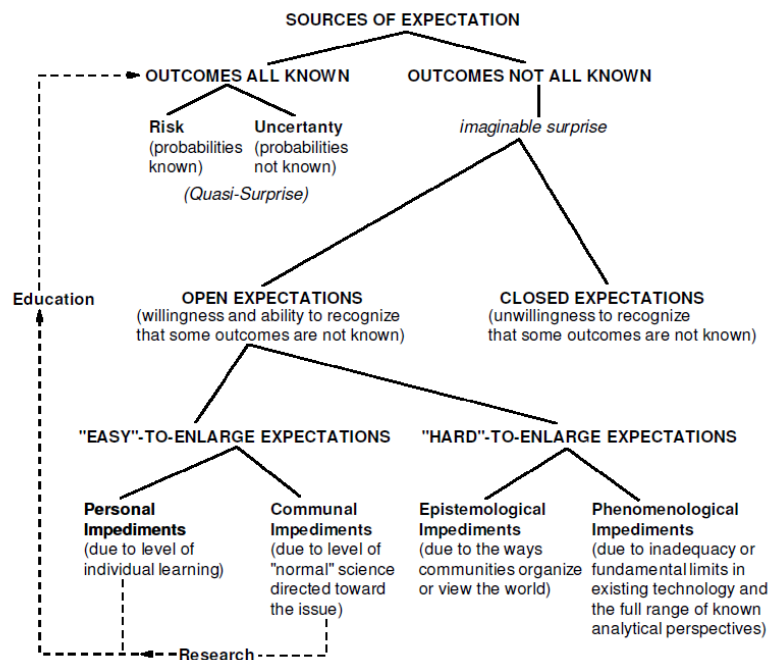 SOURCES OF EXPECTATION
OUTCOMES ALL KNOWN
OUTCOMES NOT ALL KNOWN
Risk
(probabilities
known)
Uncertanty
(probabilities
not known)
(Quasi-Surprise)
imaginable surprise
Education
OPEN EXPECTATIONS
(willingness and ability to recognize
that some outcomes are not known)
CLOSED EXPECTATIONS
(unwillingness to recognize
that some outcomes are not known)
"EASY"-TO-ENLARGE EXPECTATIONS
"HARD"-TO-ENLARGE EXPECTATIONS
Personal
Impediments
(due to level of
individual learning)
Communal
Impediments
(due to level of
"normal" science
directed toward
the issue)
Epistemological
Impediments
(due to the ways
communities organize
or view the world)
Phenomenological
Impediments
(due to inadequacy or
fundamental limits in
existing technology and
the full range of known
analytical perspectives)
Research